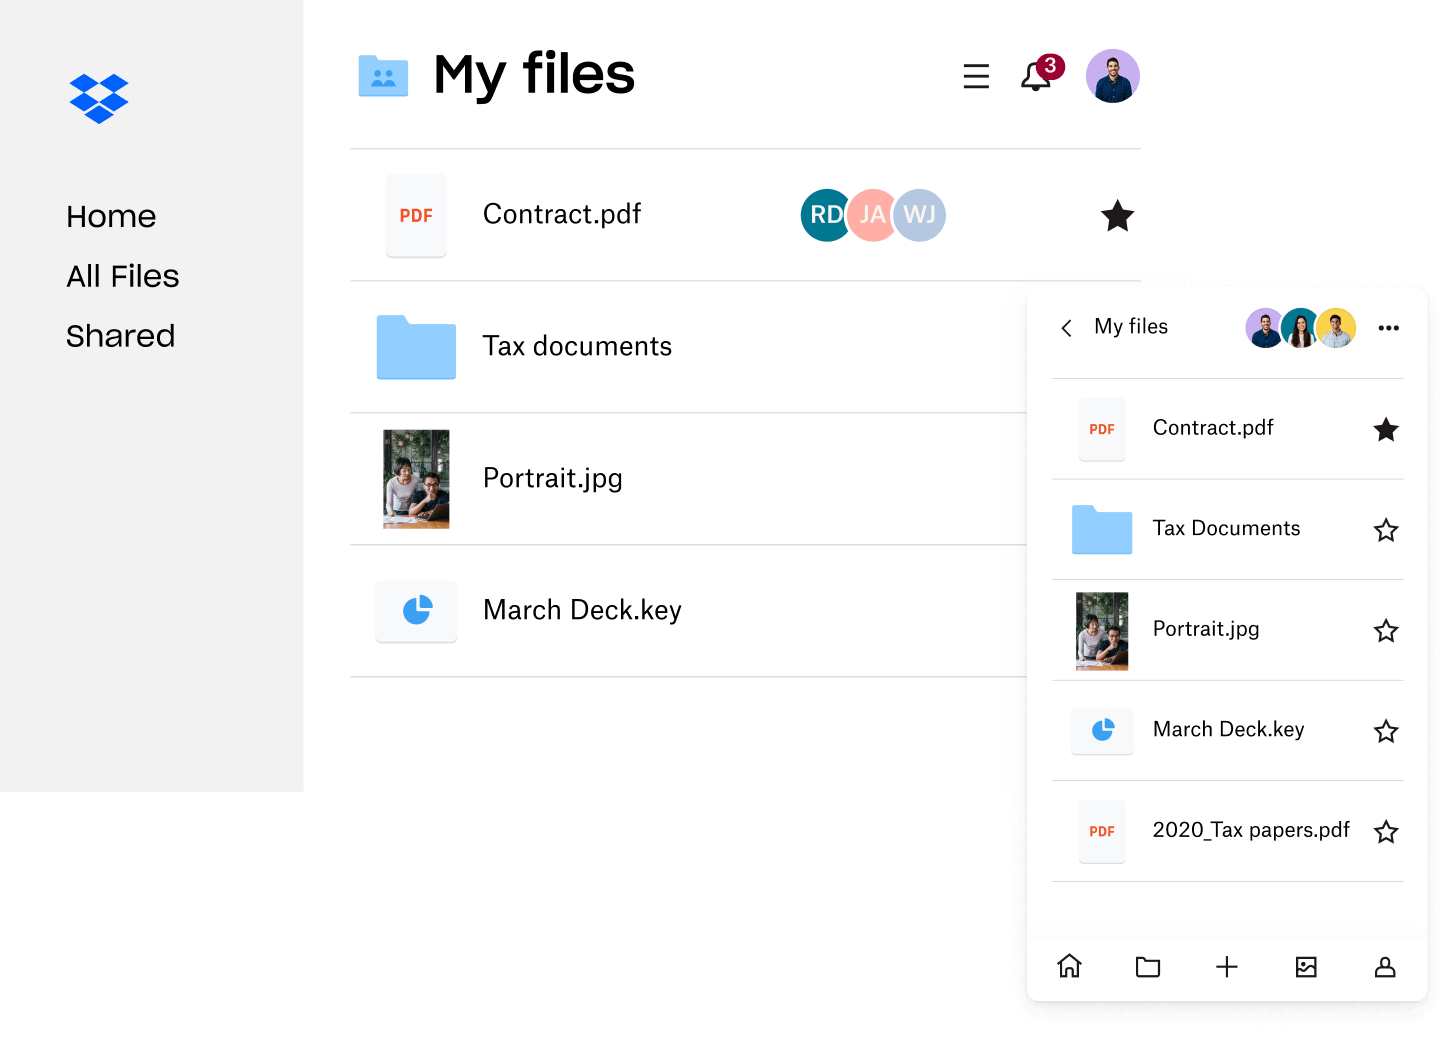 My files
3
Home
All Files
Shared
PDF
Contract.pdf
RD
JA
WJ
Tax documents
Portrait.jpg
March Deck.key
My files
PDF
Contract.pdf
Tax Documents
Portrait.jpg
March Deck.key
PDF
2020_Tax papers.pdf